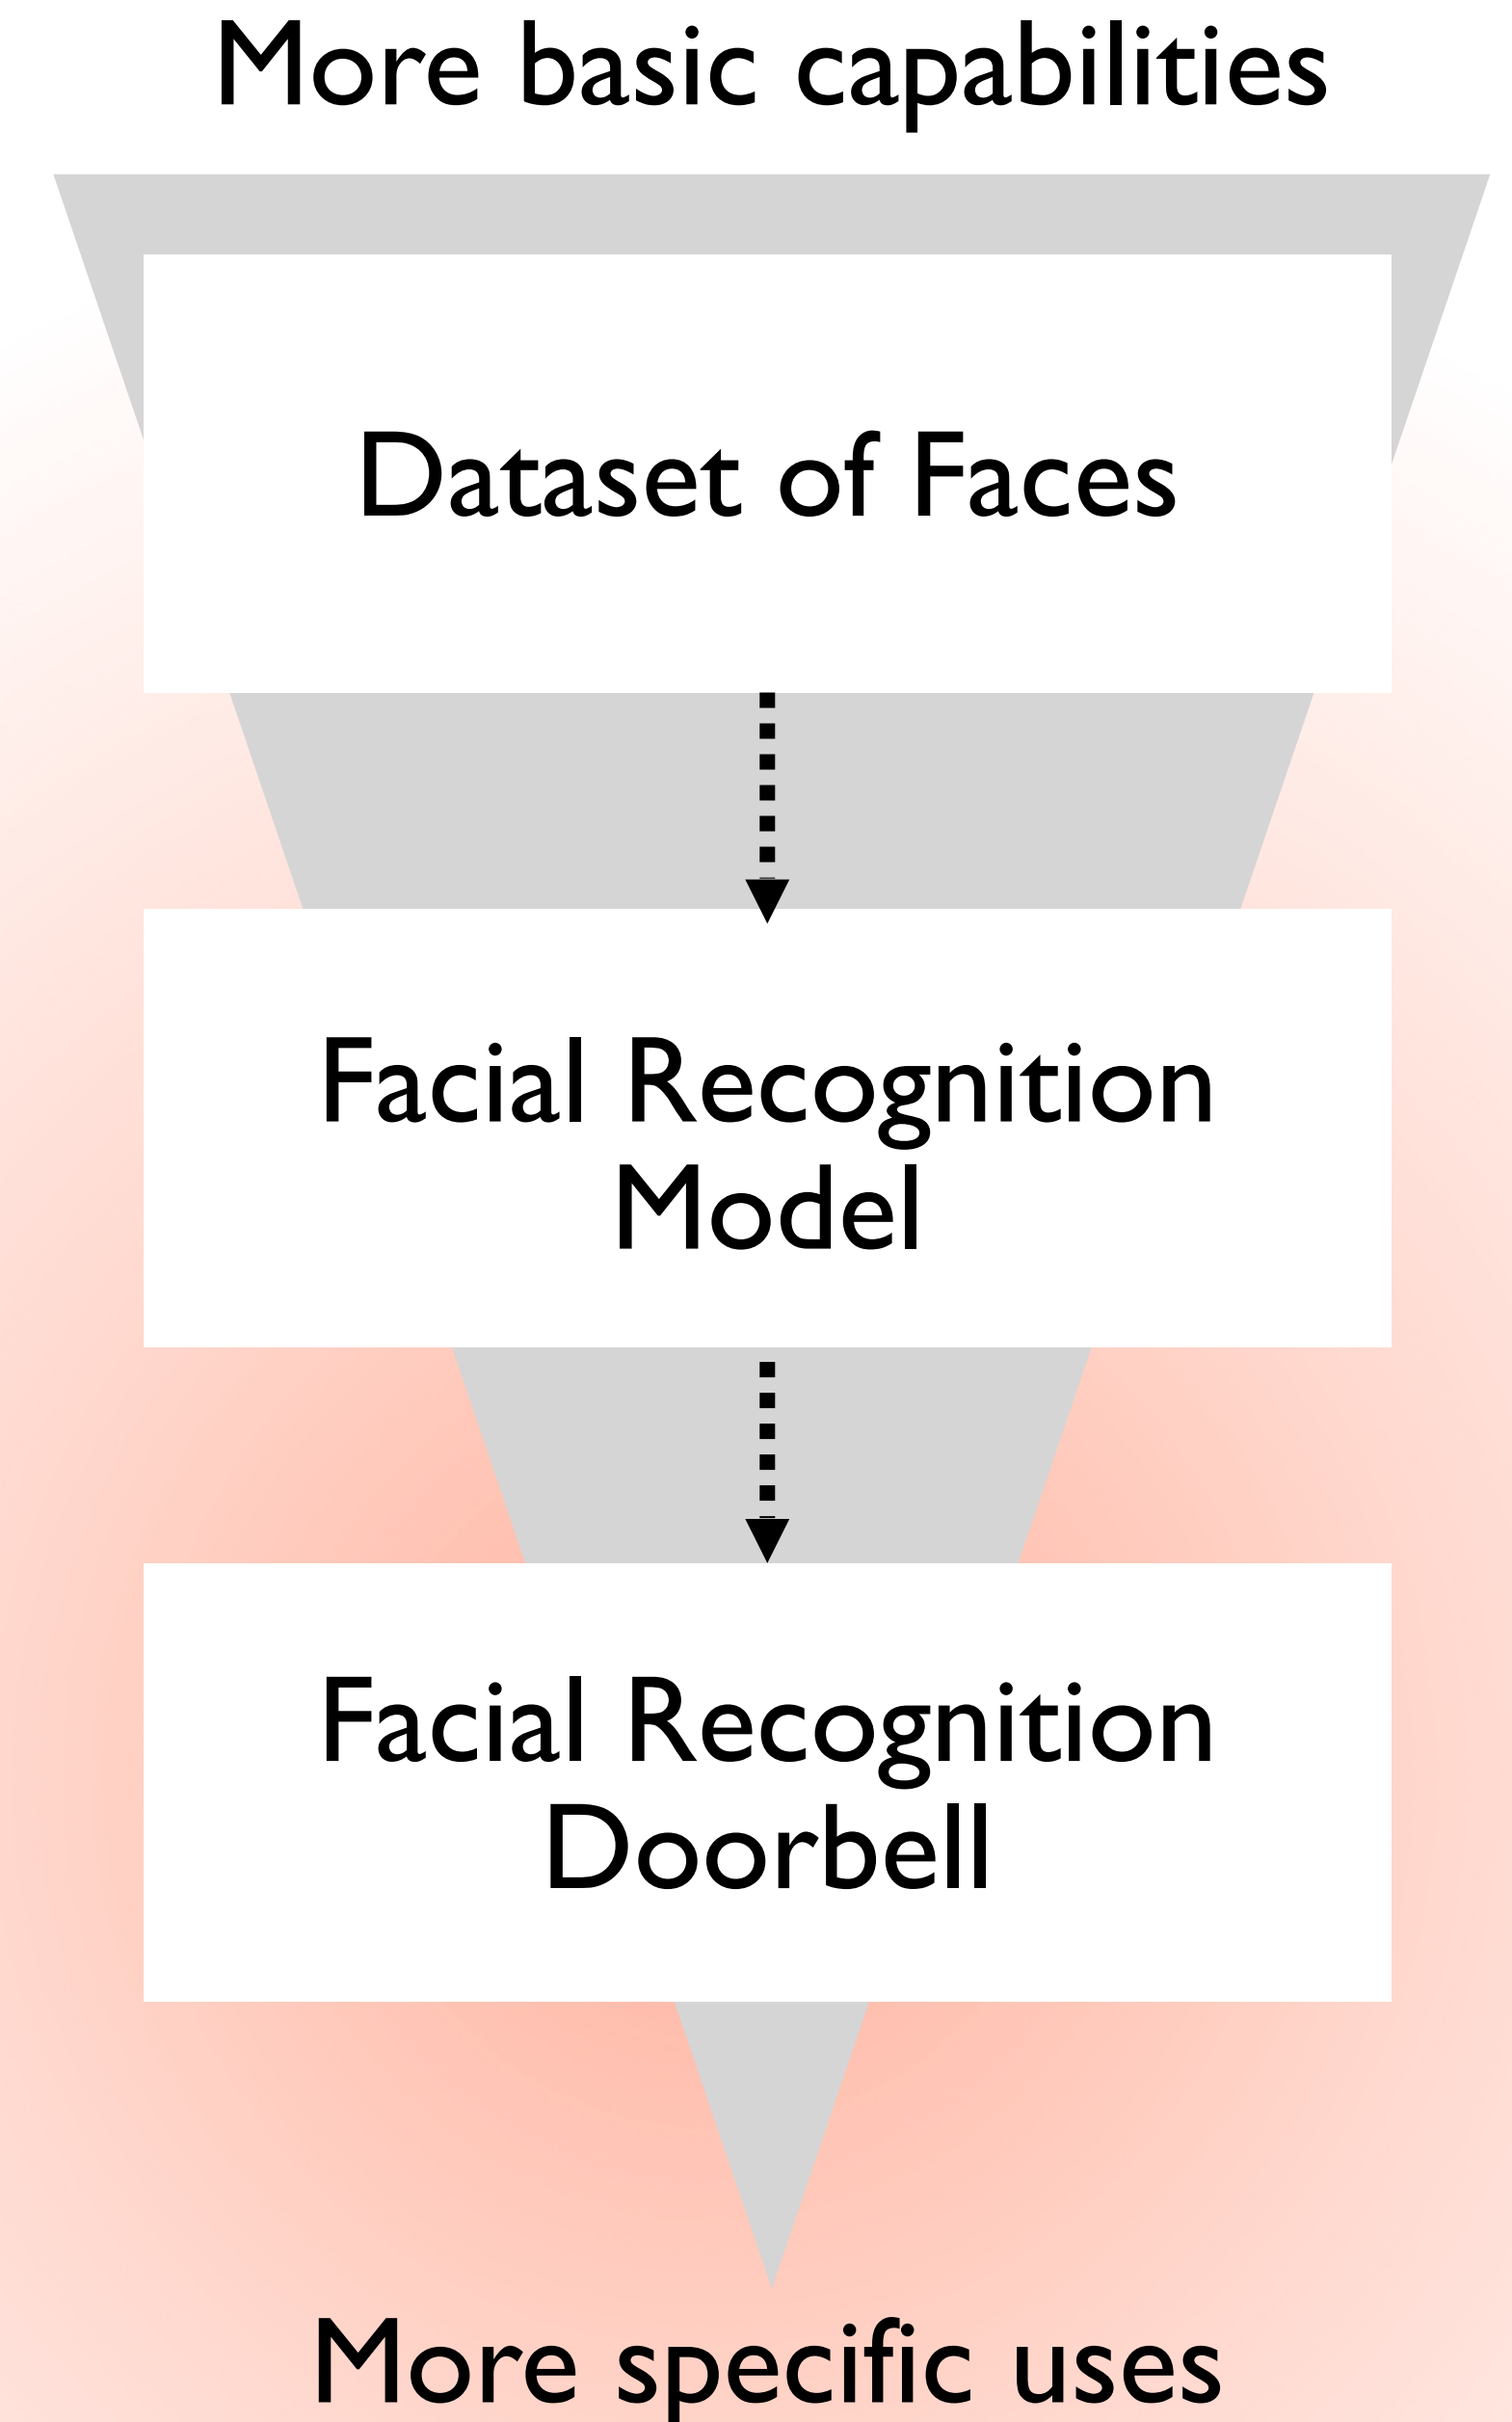 More basic capabilities
Dataset of Faces
Facial Recognition
Model
Facial Recognition
Doorbell
More specific uses